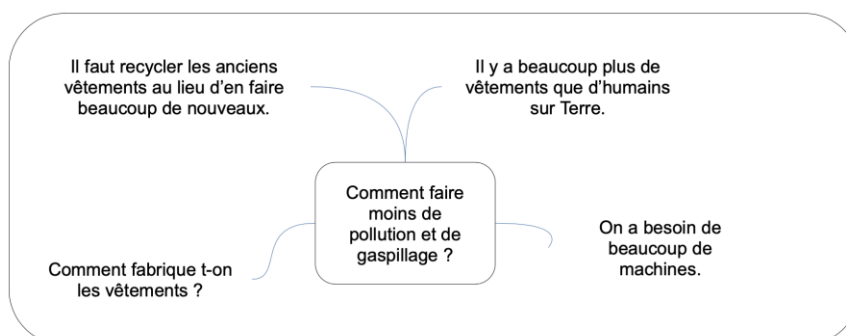 Il faut recycler les anciens
vêtements au lieu d'en faire
beaucoup de nouveaux.
Il y a beaucoup plus de
vêtements que d'humains
sur Terre.
Comment faire
moins de
pollution et de
gaspillage ?
On a besoin de
beaucoup de
machines.
Comment fabrique t-on
les vêtements ?